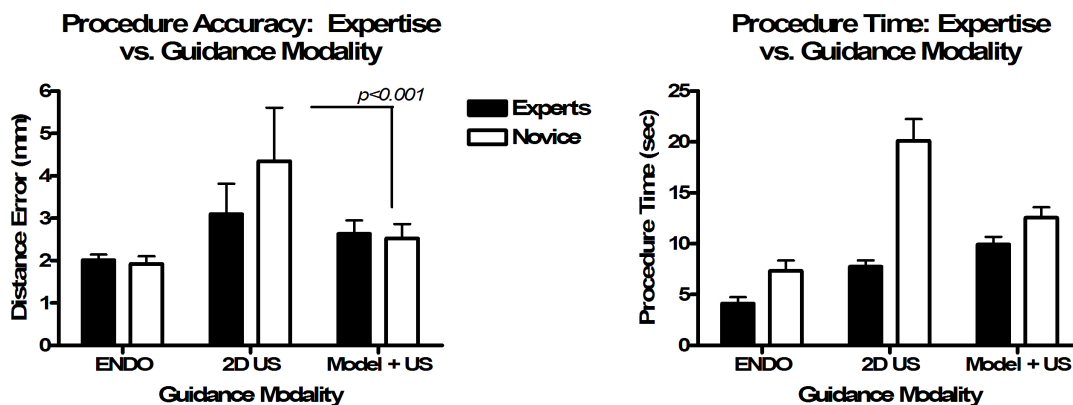 Procedure Accuracy: Expertise
vs. Guidance Modality
p<0.001
Experts
Novice
Distance Error (mm)
6
5
4
3
2
1
0
ENDO
2D US
Model + US
Guidance Modality
Procedure Time: Expertise
vs. Guidance Modality
Procedure Time (sec)
25
20
15
10
5
0
ENDO
2D US
Model + US
Guidance Modality